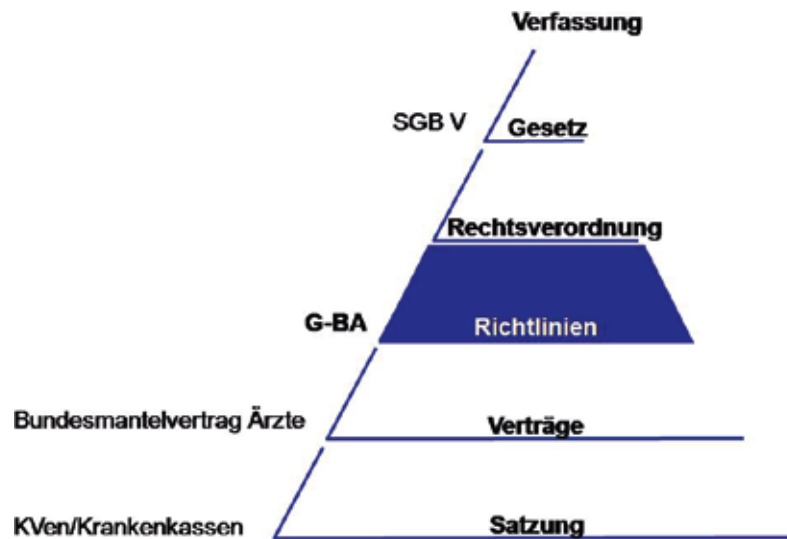 Verfassung
SGB V
Gesetz
Rechtsverordnung
G-BA
Richtlinien
Bundesmantelvertrag Ärzte
Verträge
KVen/Krankenkassen
Satzung